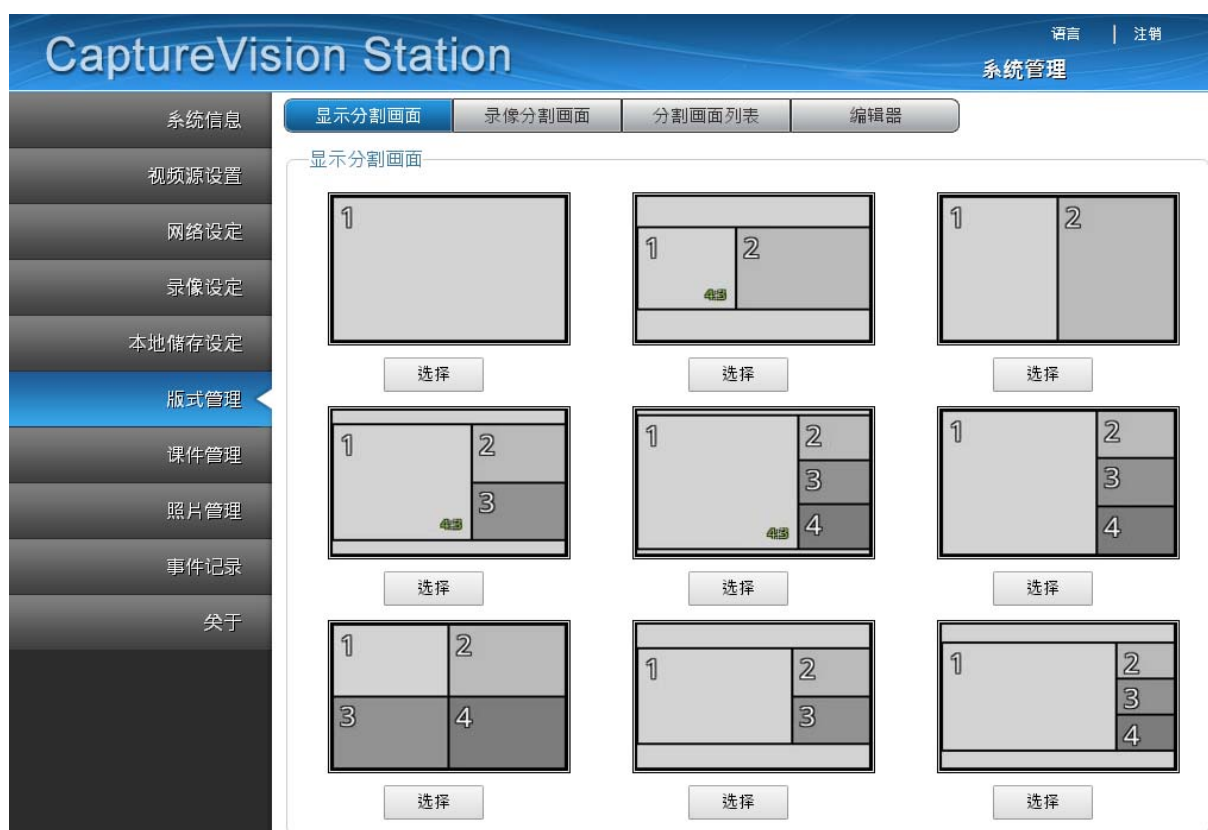 CaptureVision Station
语言 | 注销
系统管理
系统信息
视频源设置
网络设定
录像设定
本地储存设定
版式管理
课件管理
照片管理
事件记录
关于
显示分割画面 录像分割画面 分割画面列表 编辑器
显示分割画面
1
1 2
4:3
1 2
选择 选择 选择
1 2
3
4:3
1 2
3
4:3 4
1 2
3
4
选择 选择 选择
1 2
3 4
1 2
3
1 2
3
4
选择 选择 选择